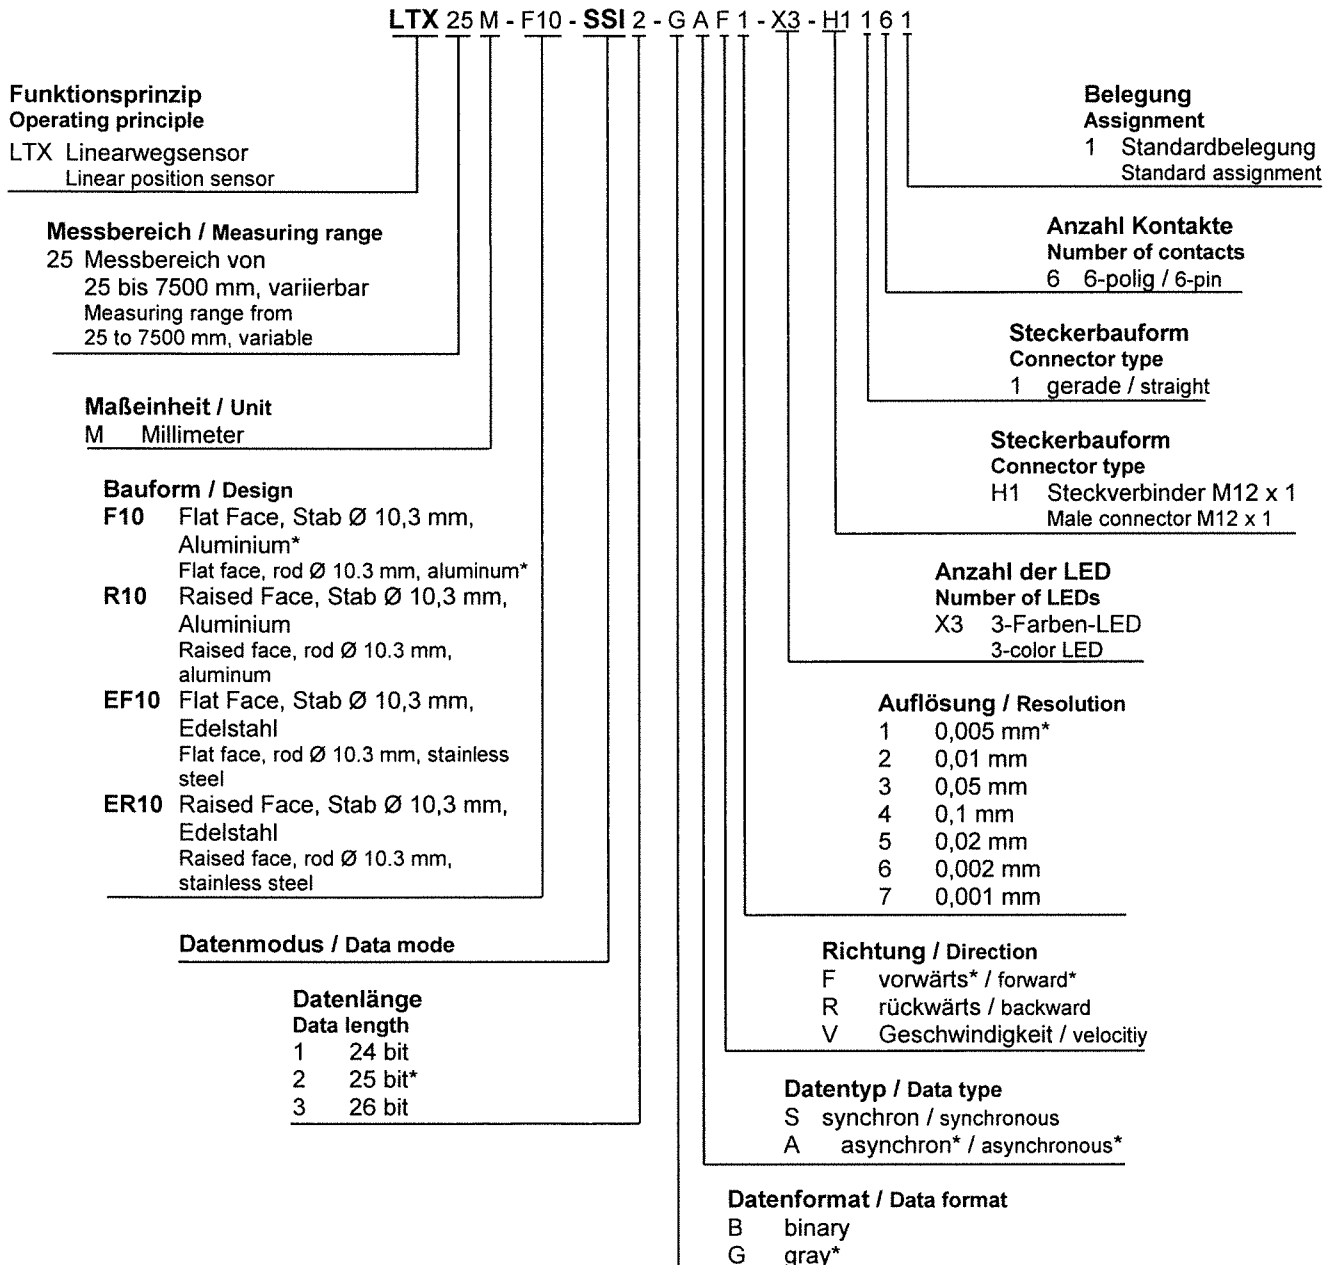 LTX 25 M - F10 - SSI 2 - G A F 1 - X3 - H1 1 6 1
Funktionsprinzip
Operating principle
LTX Linearwegsensor
Linear position sensor
Messbereich / Measuring range
25 Messbereich von
25 bis 7500 mm, variierbar
Measuring range from
25 to 7500 mm, variable
Maßeinheit / Unit
M Millimeter
Bauform / Design
F10 Flat Face, Stab Ø 10,3 mm,
Aluminium*
Flat face, rod Ø 10.3 mm, aluminum*
R10 Raised Face, Stab Ø 10,3 mm,
Aluminium
Raised face, rod Ø 10.3 mm,
aluminum
EF10 Flat Face, Stab Ø 10,3 mm,
Edelstahl
Flat face, rod Ø 10.3 mm, stainless
steel
ER10 Raised Face, Stab Ø 10,3 mm,
Edelstahl
Raised face, rod Ø 10.3 mm,
stainless steel
Datenmodus / Data mode
Datenlänge
Data length
1 24 bit
2 25 bit*
3 26 bit
Belegung
Assignment
1 Standardbelegung
Standard assignment
Anzahl Kontakte
Number of contacts
6 6-polig / 6-pin
Steckerbauform
Connector type
1 gerade / straight
Steckerbauform
Connector type
H1 Steckverbinder M12 x 1
Male connector M12 x 1
Anzahl der LED
Number of LEDs
X3 3-Farben-LED
3-color LED
Auflösung / Resolution
1 0,005 mm*
2 0,01 mm
3 0,05 mm
4 0,1 mm
5 0,02 mm
6 0,002 mm
7 0,001 mm
Richtung / Direction
F vorwärts* / forward*
R rückwärts / backward
V Geschwindigkeit / velocitiy
Datentyp / Data type
S synchron / synchronous
A asynchron* / asynchronous*
Datenformat / Data format
B binary
G gray*